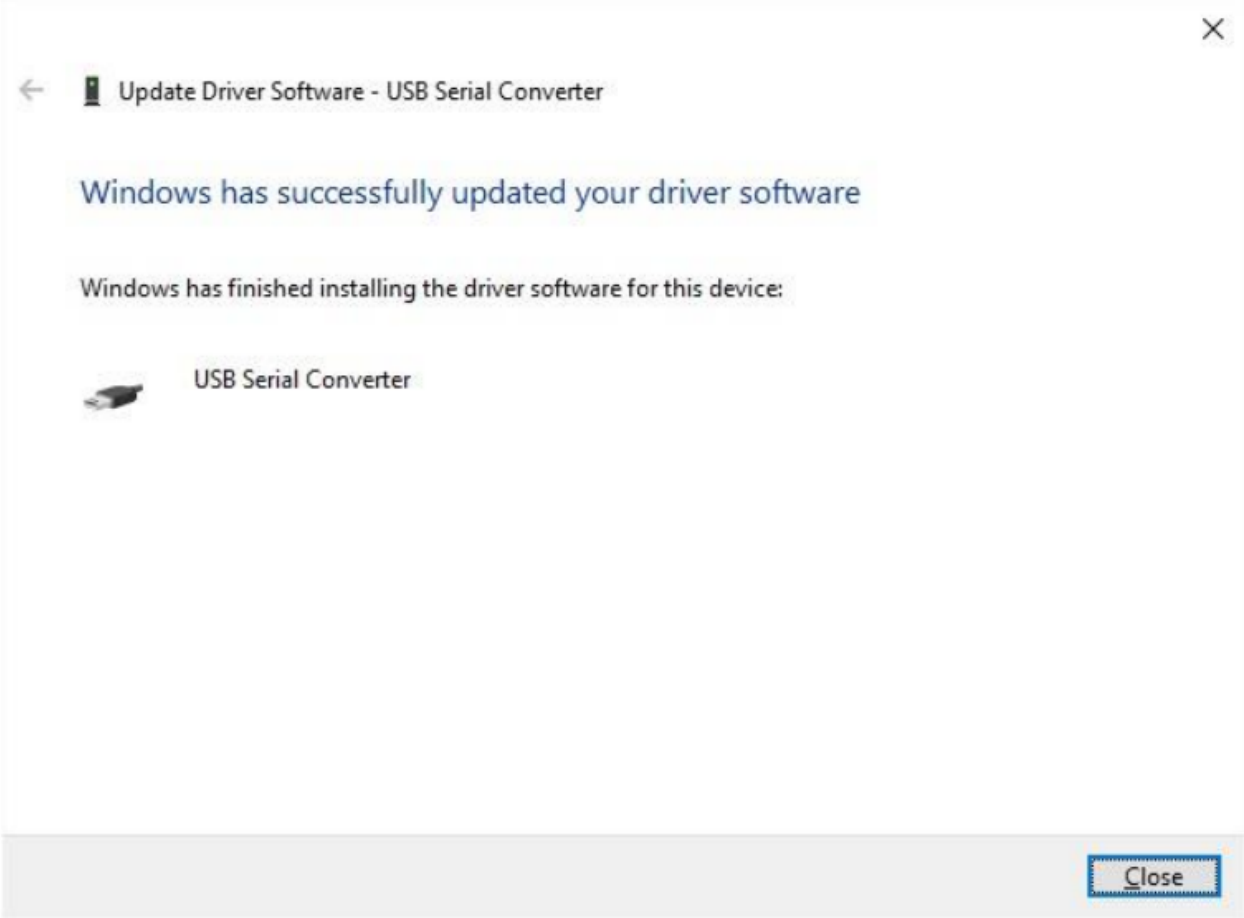 Update Driver Software - USB Serial Converter
Windows has successfully updated your driver software
Windows has finished installing the driver software for this device:
USB Serial Converter
Close